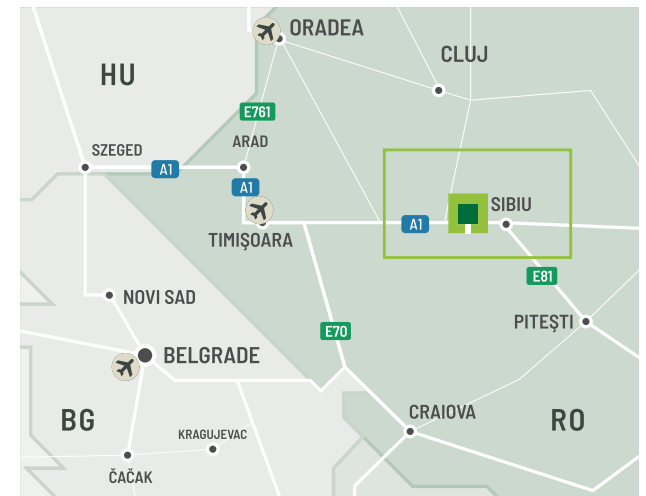 ORADEA
CLUJ
HU
E761
ARAD
SZEGED
A1
A1
SIBIU
A1
TIMIŞOARA
E81
NOVI SAD
PITEŞTI
E70
BELGRADE
CRAIOVA
BG
RO
KRAGUJEVAC
ČAČAK